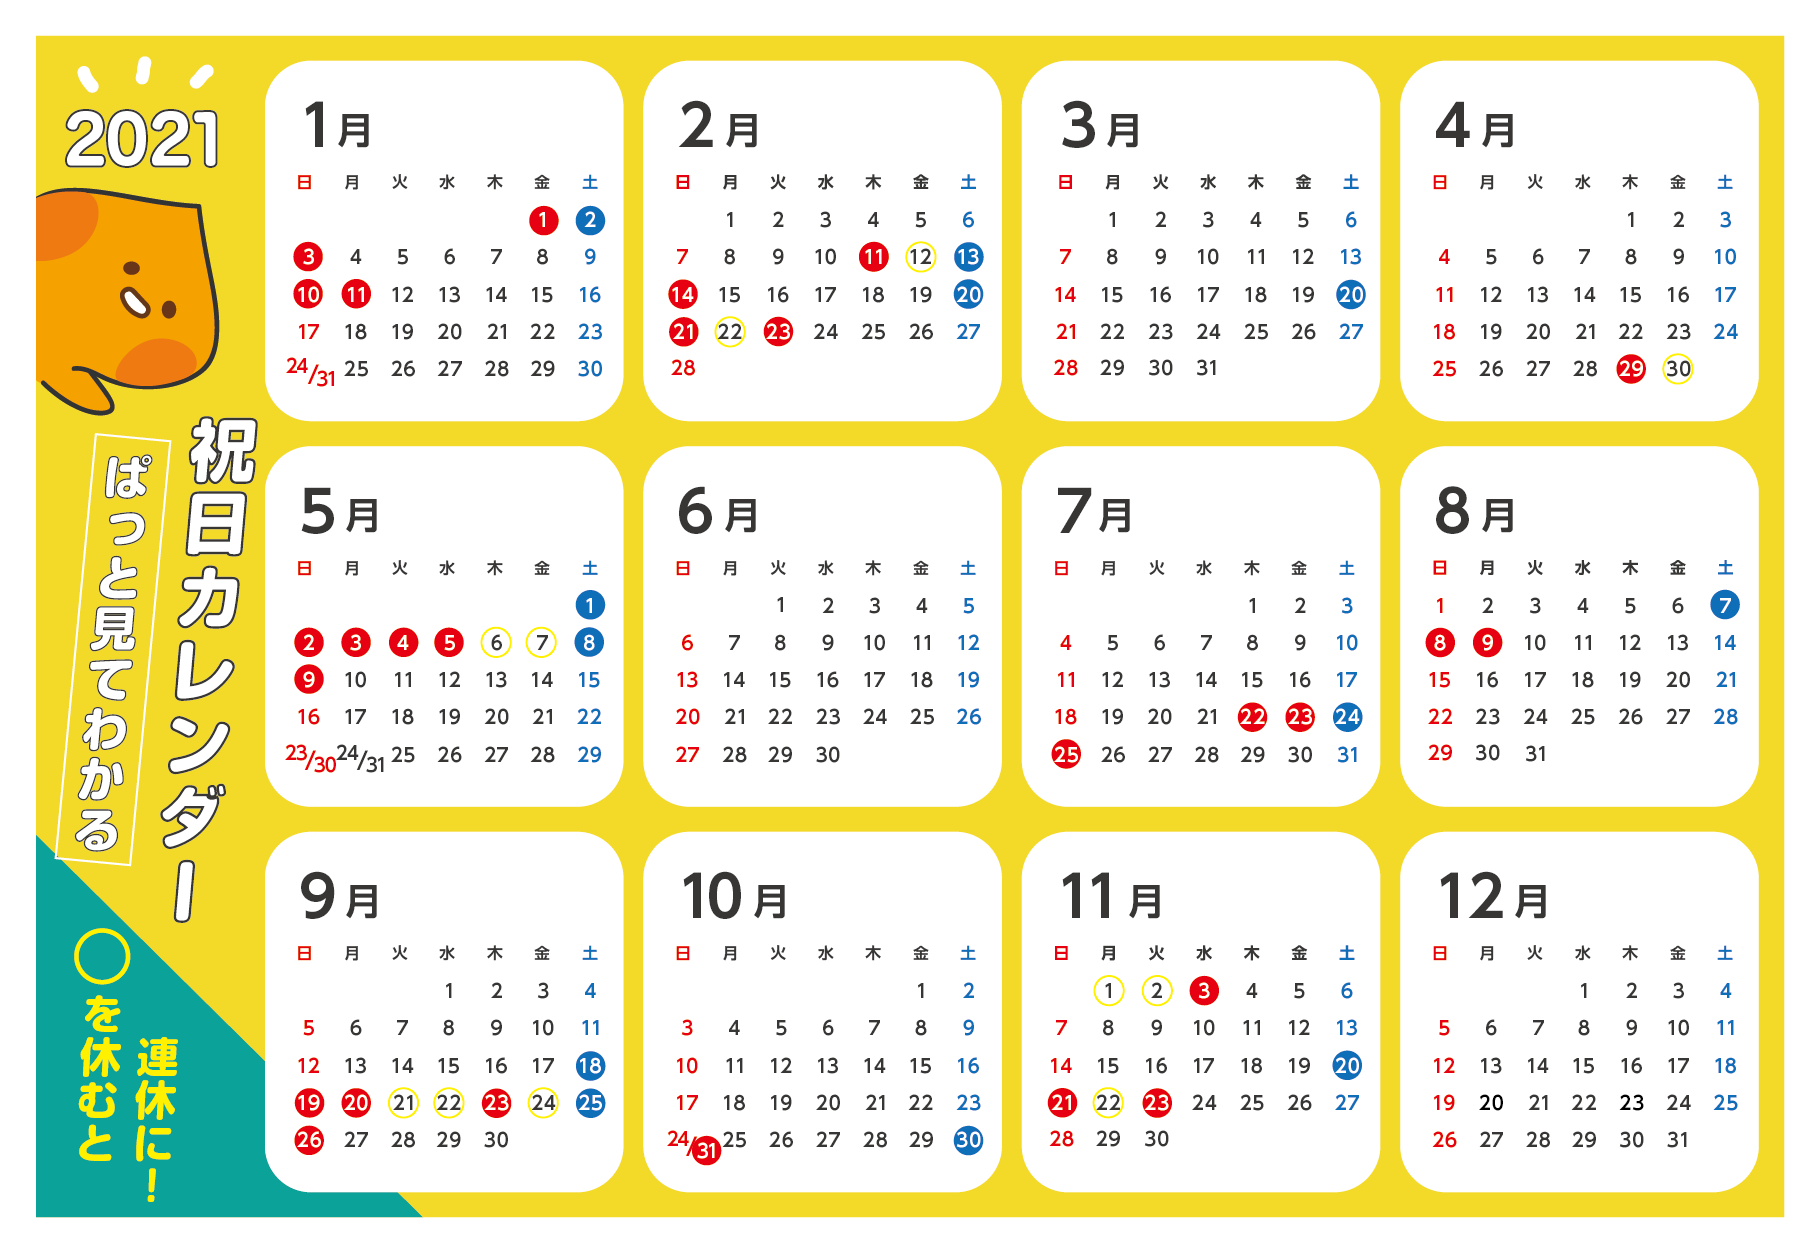 2021
祝日カレンダー
ぱっと見てわかる
◯を休むと
連休に!
1月
日 月 火 水 木 金 土
1 2
3 4 5 6 7 8 9
10 11 12 13 14 15 16
17 18 19 20 21 22 23
24/31 25 26 27 28 29 30
2月
日 月 火 水 木 金 土
1 2 3 4 5 6
7 8 9 10 11 12 13
14 15 16 17 18 19 20
21 22 23 24 25 26 27
28
3月
日 月 火 水 木 金 土
1 2 3 4 5 6
7 8 9 10 11 12 13
14 15 16 17 18 19 20
21 22 23 24 25 26 27
28 29 30 31
4月
日 月 火 水 木 金 土
1 2 3
4 5 6 7 8 9 10
11 12 13 14 15 16 17
18 19 20 21 22 23 24
25 26 27 28 29 30
5月
日 月 火 水 木 金 土
1
2 3 4 5 6 7 8
9 10 11 12 13 14 15
16 17 18 19 20 21 22
23/30 24/31 25 26 27 28 29
6月
日 月 火 水 木 金 土
1 2 3 4 5
6 7 8 9 10 11 12
13 14 15 16 17 18 19
20 21 22 23 24 25 26
27 28 29 30
7月
日 月 火 水 木 金 土
1 2 3
4 5 6 7 8 9 10
11 12 13 14 15 16 17
18 19 20 21 22 23 24
25 26 27 28 29 30 31
8月
日 月 火 水 木 金 土
1 2 3 4 5 6 7
8 9 10 11 12 13 14
15 16 17 18 19 20 21
22 23 24 25 26 27 28
29 30 31
9月
日 月 火 水 木 金 土
1 2 3 4
5 6 7 8 9 10 11
12 13 14 15 16 17 18
19 20 21 22 23 24 25
26 27 28 29 30
10月
日 月 火 水 木 金 土
1 2
3 4 5 6 7 8 9
10 11 12 13 14 15 16
17 18 19 20 21 22 23
24/31 25 26 27 28 29 30
11月
日 月 火 水 木 金 土
1 2 3 4 5 6
7 8 9 10 11 12 13
14 15 16 17 18 19 20
21 22 23 24 25 26 27
28 29 30
12月
日 月 火 水 木 金 土
1 2 3 4
5 6 7 8 9 10 11
12 13 14 15 16 17 18
19 20 21 22 23 24 25
26 27 28 29 30 31